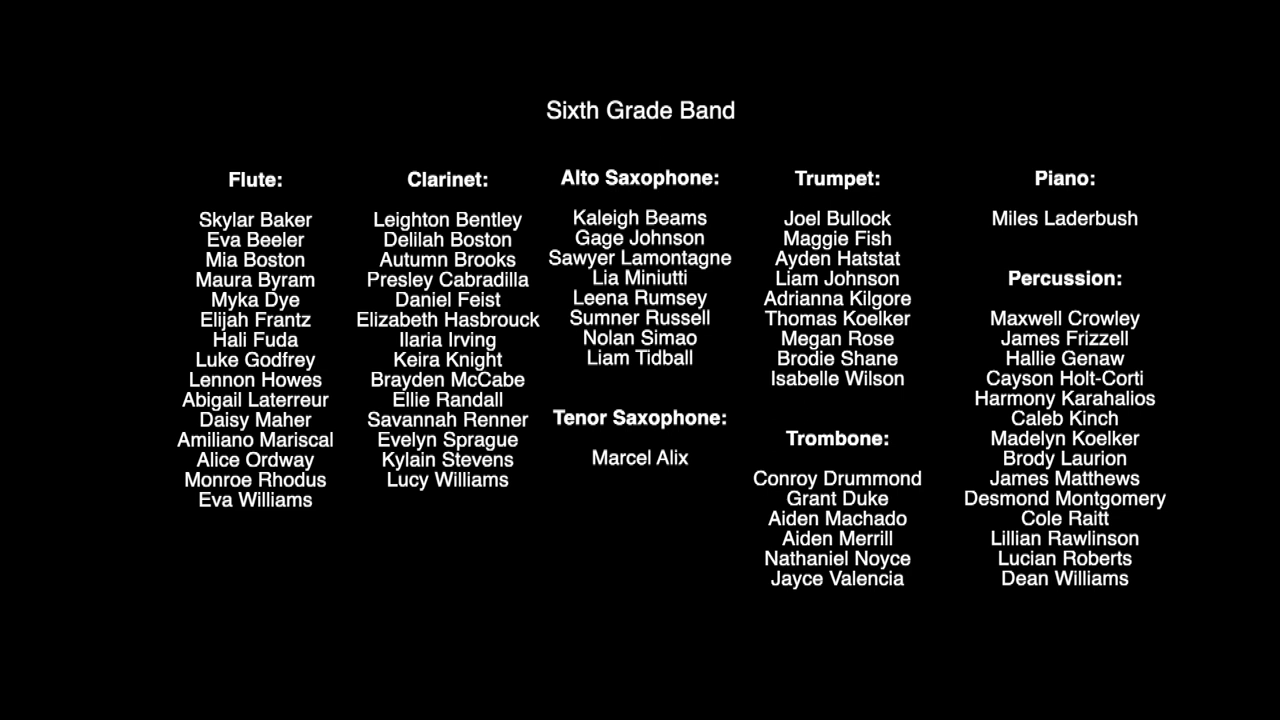 Sixth Grade Band
Flute:
Skylar Baker
Eva Beeler
Mia Boston
Maura Byram
Myka Dye
Elijah Frantz
Hali Fuda
Luke Godfrey
Lennon Howes
Abigail Laterreur
Daisy Maher
Amiliano Mariscal
Alice Ordway
Monroe Rhodus
Eva Williams
Clarinet:
Leighton Bentley
Delilah Boston
Autumn Brooks
Presley Cabradilla
Daniel Feist
Elizabeth Hasbrouck
Ilaria Irving
Keira Knight
Brayden McCabe
Ellie Randall
Savannah Renner
Evelyn Sprague
Kylain Stevens
Lucy Williams
Alto Saxophone:
Kaleigh Beams
Gage Johnson
Sawyer Lamontagne
Lia Miniutti
Leena Rumsey
Sumner Russell
Nolan Simao
Liam Tidball
Tenor Saxophone:
Marcel Alix
Trumpet:
Joel Bullock
Maggie Fish
Ayden Hatstat
Liam Johnson
Adrianna Kilgore
Thomas Koelker
Megan Rose
Brodie Shane
Isabelle Wilson
Trombone:
Conroy Drummond
Grant Duke
Aiden Machado
Aiden Merrill
Nathaniel Noyce
Jayce Valencia
Piano:
Miles Laderbush
Percussion:
Maxwell Crowley
James Frizzell
Hallie Genaw
Cayson Holt-Corti
Harmony Karahalios
Caleb Kinch
Madelyn Koelker
Brody Laurion
James Matthews
Desmond Montgomery
Cole Raitt
Lillian Rawlinson
Lucian Roberts
Dean Williams